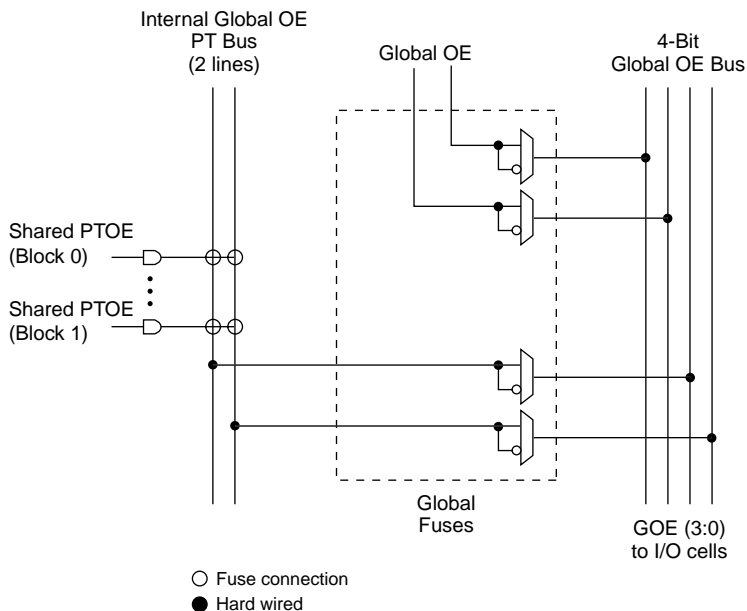 Internal Global OE
PT Bus
(2 lines)
Global OE
4-Bit
Global OE Bus
Shared PTOE
(Block 0)
Shared PTOE
(Block 1)
Global
Fuses
GOE (3:0)
to I/O cells
Fuse connection
Hard wired